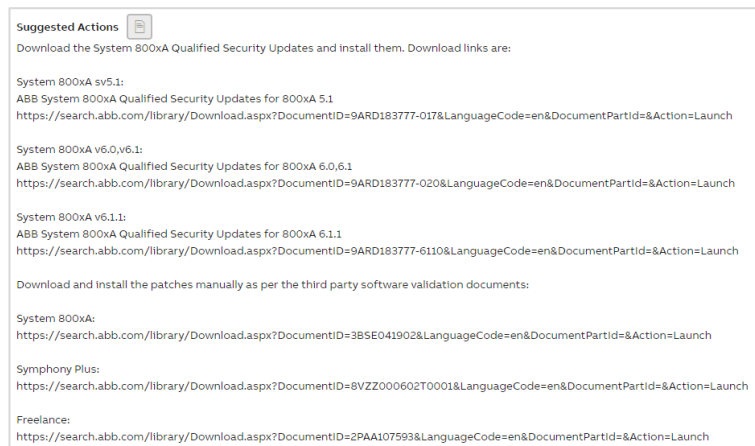 Suggested Actions
Download the System 800xA Qualified Security Updates and install them. Download links are:
System 800xA sv5.1:
ABB System 800xA Qualified Security Updates for 800xA 5.1
https://search.abb.com/library/Download.aspx?DocumentID=9ARD183777-017&LanguageCode=en&DocumentPartId=&Action=Launch
System 800xA v6.0,v6.1:
ABB System 800xA Qualified Security Updates for 800xA 6.0,6.1
https://search.abb.com/library/Download.aspx?DocumentID=9ARD183777-020&LanguageCode=en&DocumentPartId=&Action=Launch
System 800xA v6.1.1:
ABB System 800xA Qualified Security Updates for 800xA 6.1.1
https://search.abb.com/library/Download.aspx?DocumentID=9ARD183777-6110&LanguageCode=en&DocumentPartId=&Action=Launch
Download and install the patches manually as per the third party software validation documents:
System 800xA:
https://search.abb.com/library/Download.aspx?DocumentID=3BSE041902&LanguageCode=en&DocumentPartId=&Action=Launch
Symphony Plus:
https://search.abb.com/library/Download.aspx?DocumentID=8VZZ000602T0001&LanguageCode=en&DocumentPartId=&Action=Launch
Freelance:
https://search.abb.com/library/Download.aspx?DocumentID=2PAA107593&LanguageCode=en&DocumentPartId=&Action=Launch